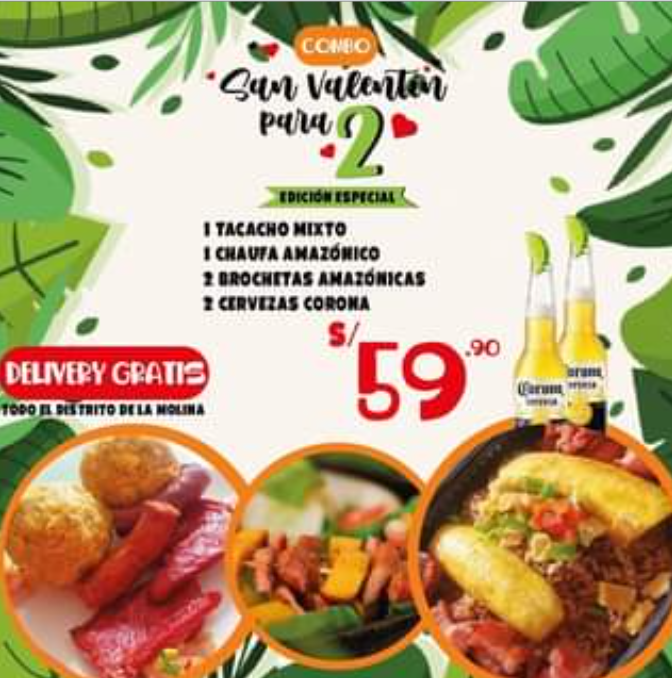 COMBO
San Valentín
para 2
EDICIÓN ESPECIAL
1 TACACHO MIXTO
1 CHAUFA AMAZÓNICO
2 BROCHETAS AMAZÓNICAS
2 CERVEZAS CORONA
S/ 59.90
DELIVERY GRATIS
TODO EL DISTRITO DE LA MOLINA
Corona